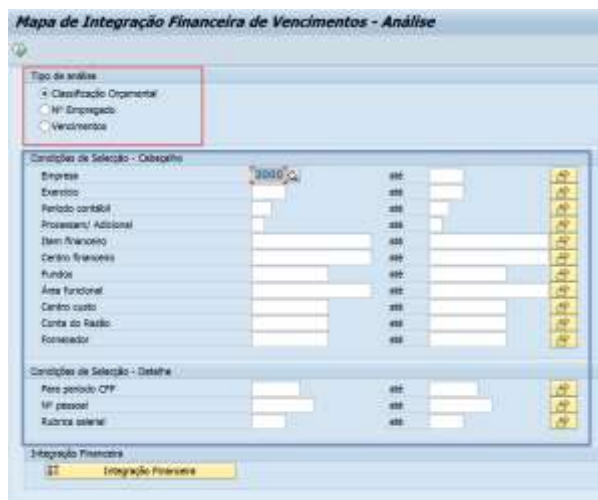 Mapa de Integração Financeira de Vencimentos - Análise
Tipo de análise
Classificação Orçamental
Nº Empregado
Vencimentos
Condições de Selecção - Cabeçalho
Empresa até
Exercício até
Período contábil até
Processam/ Adicional até
Item financeiro até
Centro financeiro até
Fundos até
Área funcional até
Centro custo até
Conta do Razão até
Fornecedor até
Condições de Selecção - Detalhe
Para período CPF até
Nº pessoal até
Rubrica salarial até
Integração Financeira
Integração Financeira